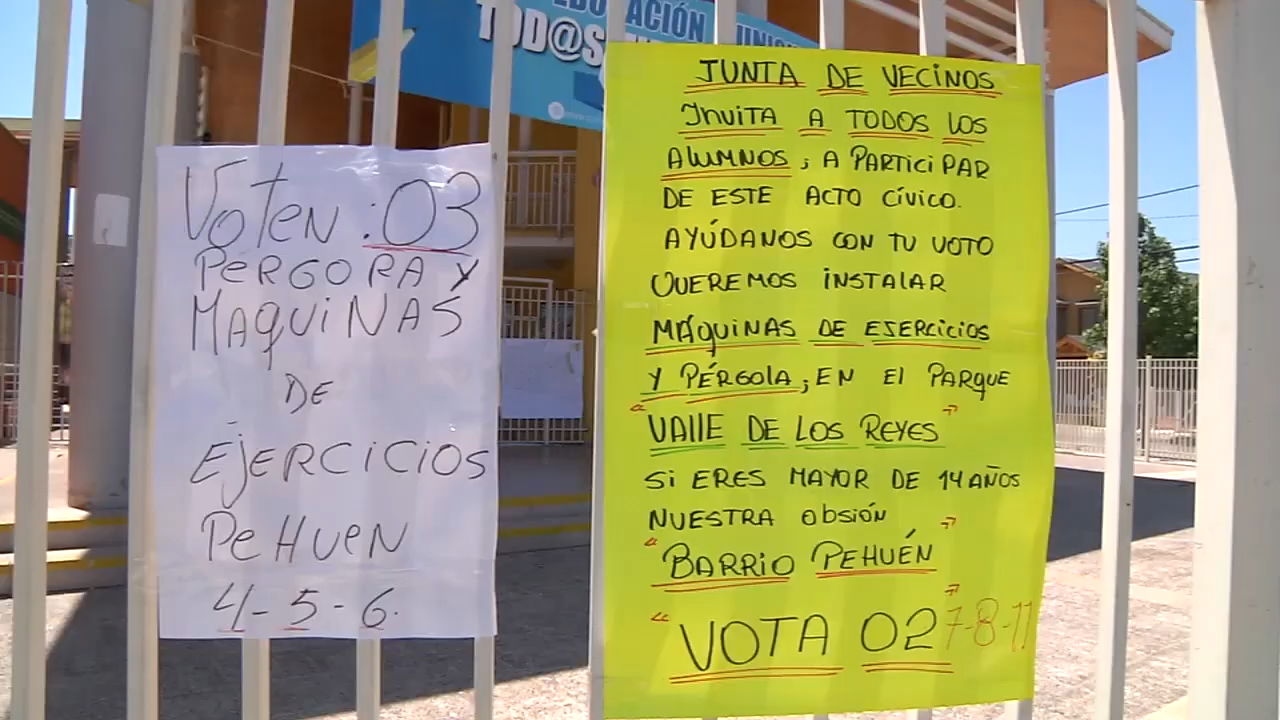 EDUCACIÓN
TOD@S
Voten : 03
PERGORA Y
MAQUINAS
DE
EJERCICIOS
PEHUEN
4-5-6.
JUNTA DE VECINOS
INVITA A TODOS LOS
ALUMNOS, A PARTICIPAR
DE ESTE ACTO CÍVICO.
AYÚDANOS CON TU VOTO
QUEREMOS INSTALAR
MÁQUINAS DE EJERCICIOS
Y PÉRGOLA, EN El PARQUE
"VALLE DE LOS REYES"
SI ERES MAYOR DE 14 AÑOS
NUESTRA OBSIÓN
"BARRIO PEHUÉN"
"VOTA 02" 7-8-11